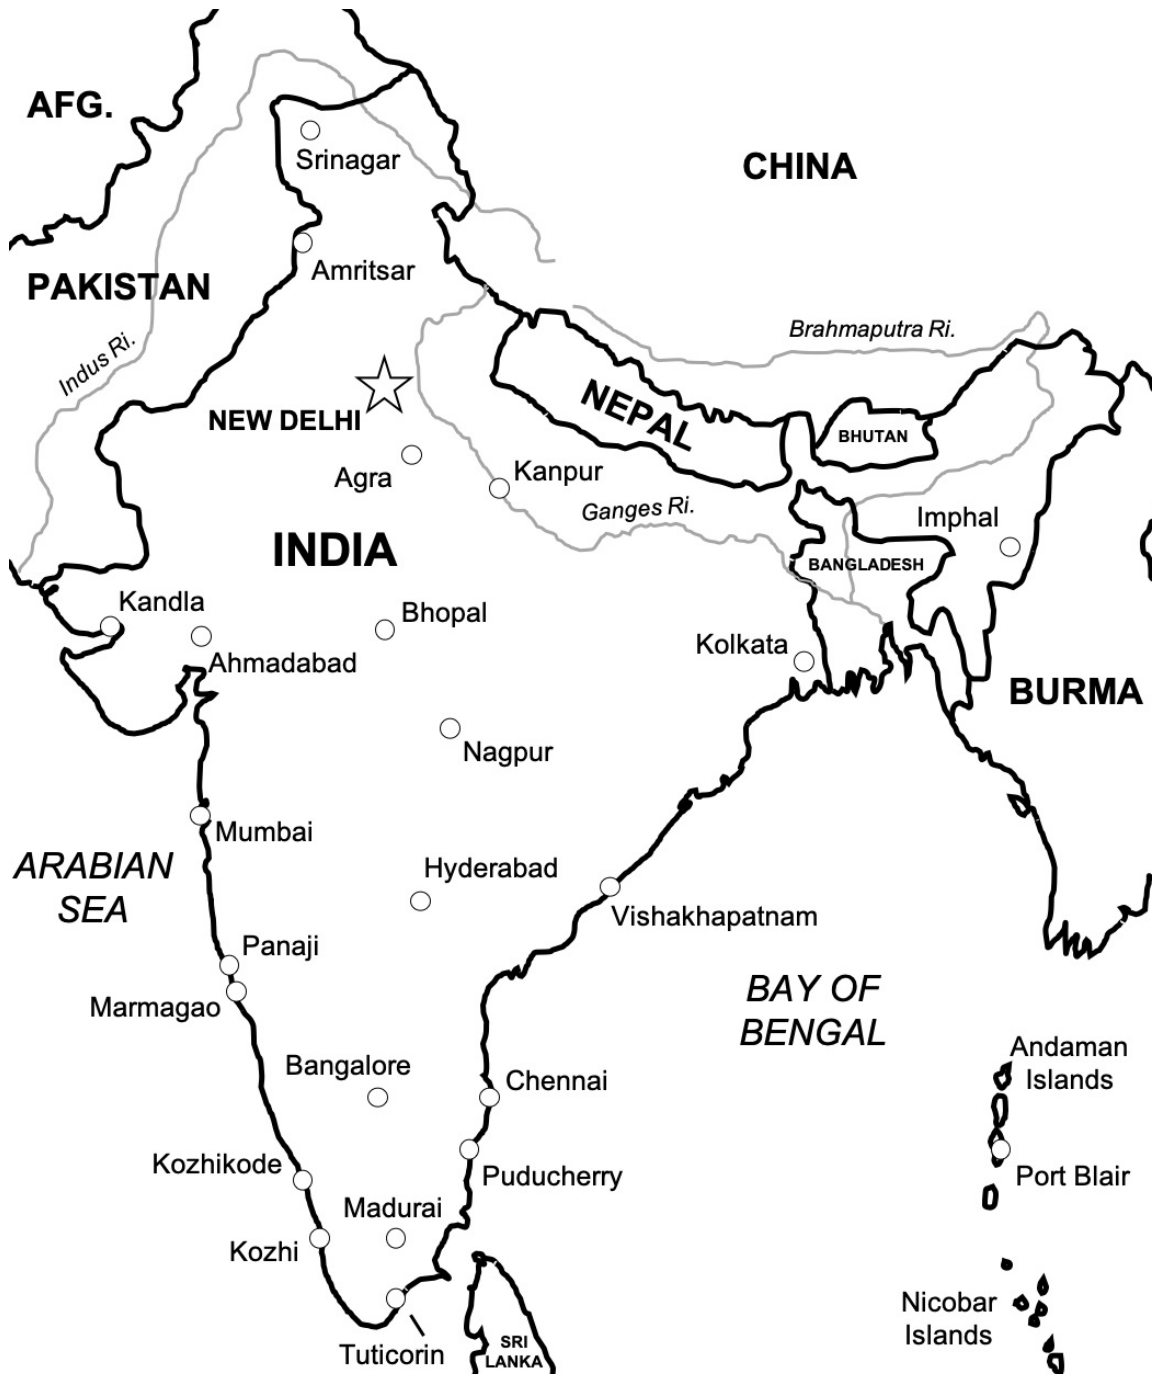 AFG.
Srinagar
CHINA
Amritsar
PAKISTAN
Indus Ri.
Brahmaputra Ri.
NEW DELHI
NEPAL
BHUTAN
Agra
Kanpur
Ganges Ri.
Imphal
INDIA
BANGLADESH
Kandla
Bhopal
Ahmadabad
Kolkata
BURMA
Nagpur
Mumbai
ARABIAN
SEA
Hyderabad
Vishakhapatnam
Panaji
Marmagao
BAY OF
BENGAL
Andaman
Islands
Bangalore
Chennai
Kozhikode
Puducherry
Port Blair
Madurai
Kozhi
Nicobar
Islands
Tuticorin
SRI
LANKA